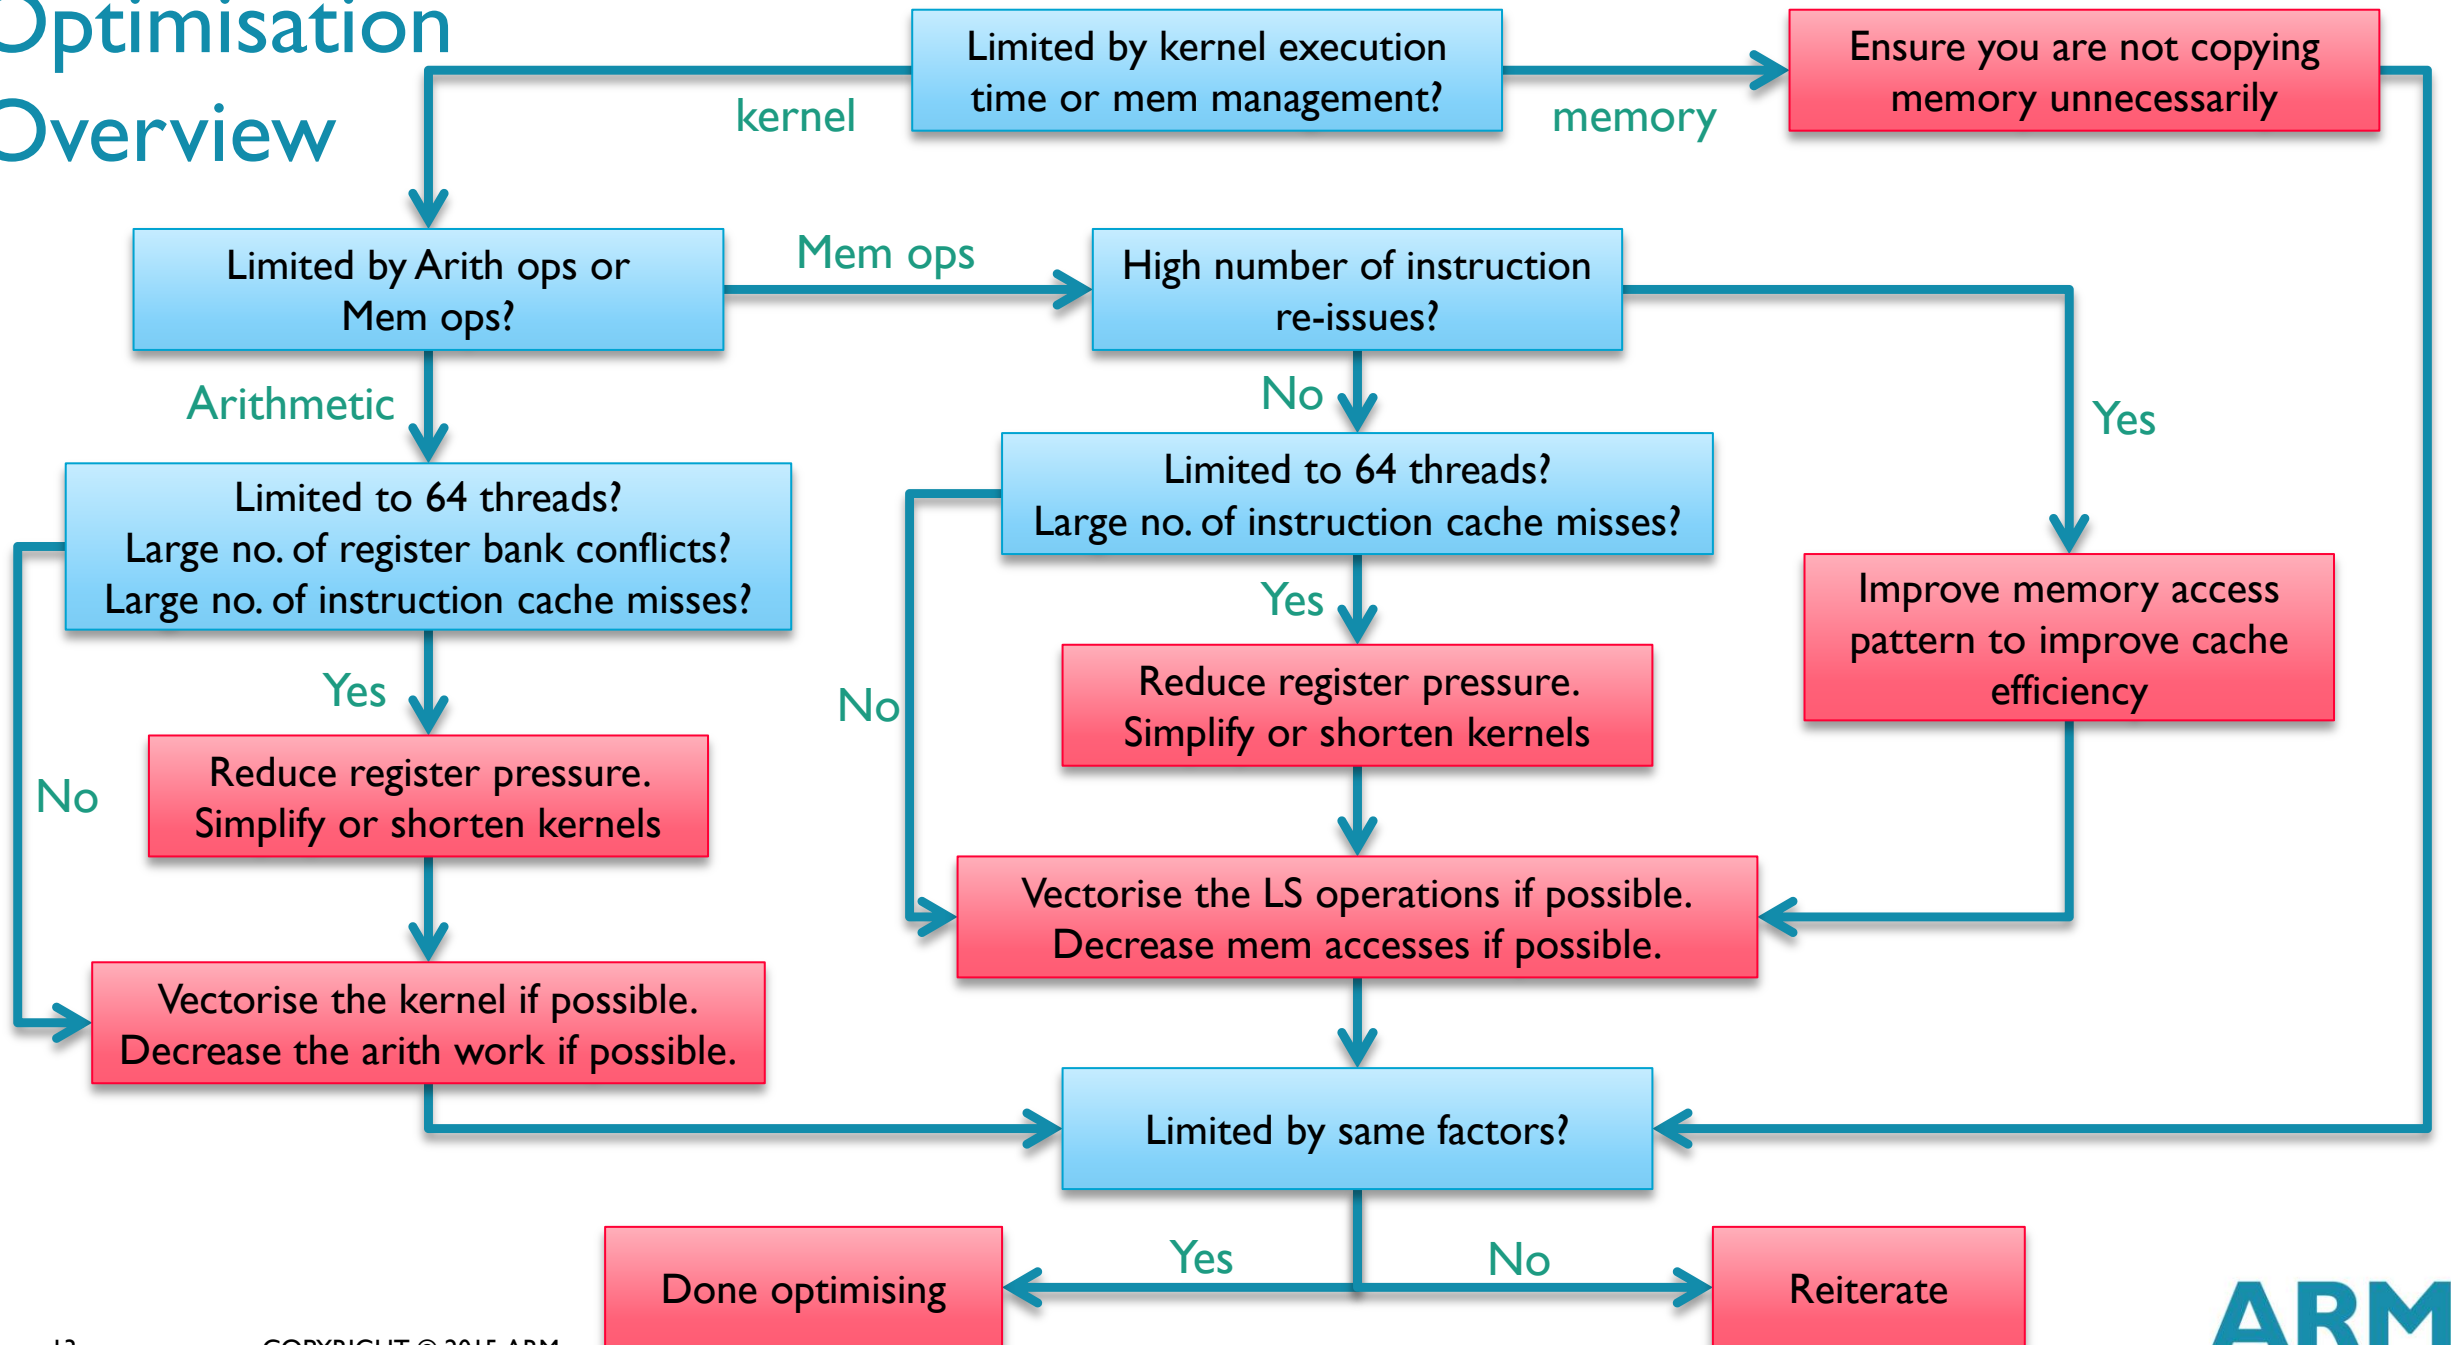 Optimisation
Overview
Limited by kernel execution
time or mem management?
Ensure you are not copying
memory unnecessarily
kernel
memory
Limited by Arith ops or
Mem ops?
Mem ops
High number of instruction
re-issues?
Arithmetic
No
Yes
Limited to 64 threads?
Large no. of register bank conflicts?
Large no. of instruction cache misses?
Limited to 64 threads?
Large no. of instruction cache misses?
Improve memory access
pattern to improve cache
efficiency
Yes
Yes
No
No
Reduce register pressure.
Simplify or shorten kernels
Reduce register pressure.
Simplify or shorten kernels
Vectorise the LS operations if possible.
Decrease mem accesses if possible.
Vectorise the kernel if possible.
Decrease the arith work if possible.
Limited by same factors?
Yes
No
Done optimising
Reiterate
COPYRIGHT © 2015 ARM
ARM